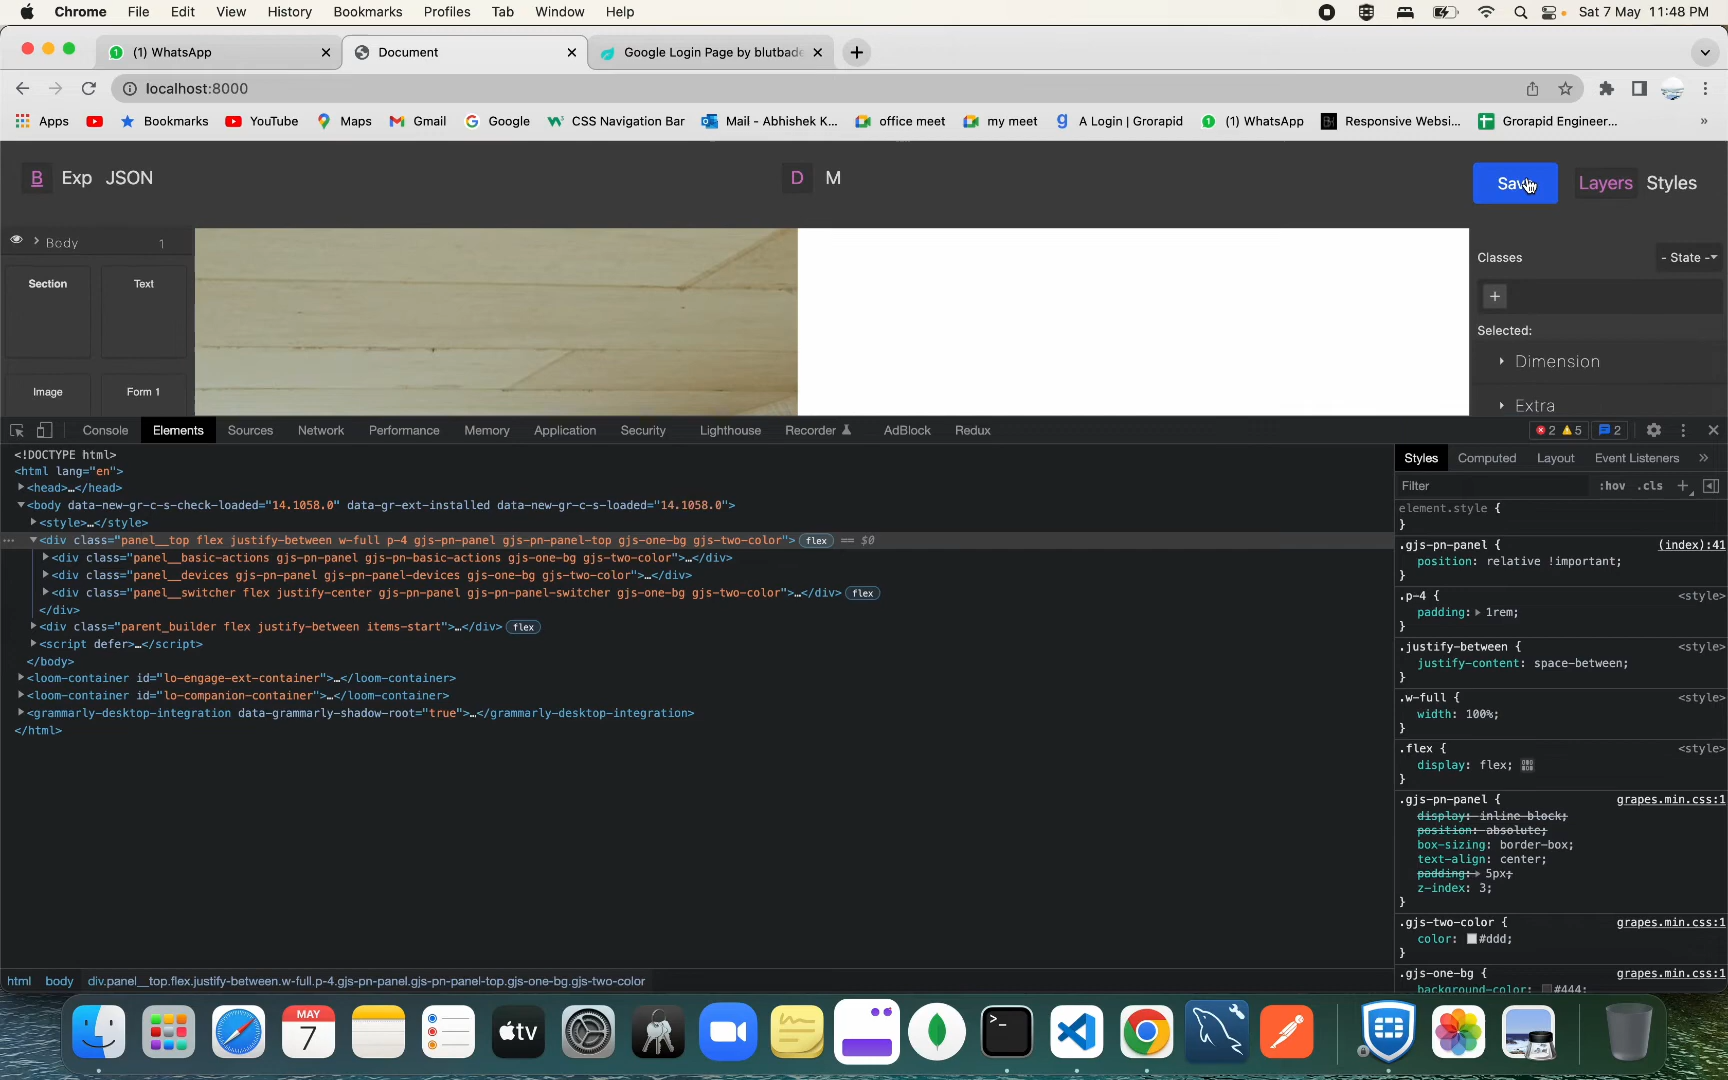 Chrome File Edit View History Bookmarks Profiles Tab Window Help Sat 7 May 11:48 PM
(1) WhatsApp Document Google Login Page by blutbade
localhost:8000
Apps Bookmarks YouTube Maps Gmail Google CSS Navigation Bar Mail - Abhishek K... office meet my meet A Login | Grorapid (1) WhatsApp Responsive Websi... Grorapid Engineer... »
B Exp JSON D M Layers Styles
Body 1
Classes - State -
Section Text
+
Selected:
Dimension
Image Form 1
Extra
Console Elements Sources Network Performance Memory Application Security Lighthouse Recorder AdBlock Redux 2 5 2
<!DOCTYPE html>
<html lang="en">
<head>…</head>
<body data-new-gr-c-s-check-loaded="14.1058.0" data-gr-ext-installed data-new-gr-c-s-loaded="14.1058.0">
<style>…</style>
<div class="panel__top flex justify-between w-full p-4 gjs-pn-panel gjs-pn-panel-top gjs-one-bg gjs-two-color"> flex == $0
<div class="panel__basic-actions gjs-pn-panel gjs-pn-basic-actions gjs-one-bg gjs-two-color">…</div>
<div class="panel__devices gjs-pn-panel gjs-pn-panel-devices gjs-one-bg gjs-two-color">…</div>
<div class="panel__switcher flex justify-center gjs-pn-panel gjs-pn-panel-switcher gjs-one-bg gjs-two-color">…</div> flex
</div>
<div class="parent_builder flex justify-between items-start">…</div> flex
<script defer>…</script>
</body>
<loom-container id="lo-engage-ext-container">…</loom-container>
<loom-container id="lo-companion-container">…</loom-container>
<grammarly-desktop-integration data-grammarly-shadow-root="true">…</grammarly-desktop-integration>
</html>
Styles Computed Layout Event Listeners »
Filter :hov .cls +
element.style {
}
.gjs-pn-panel { (index):41
position: relative !important;
}
.p-4 { <style>
padding: 1rem;
}
.justify-between { <style>
justify-content: space-between;
}
.w-full { <style>
width: 100%;
}
.flex { <style>
display: flex;
}
.gjs-pn-panel { grapes.min.css:1
display: inline-block;
position: absolute;
box-sizing: border-box;
text-align: center;
padding: 5px;
z-index: 3;
}
.gjs-two-color { grapes.min.css:1
color: #ddd;
}
.gjs-one-bg { grapes.min.css:1
background-color: #444;
html body div.panel__top.flex.justify-between.w-full.p-4.gjs-pn-panel.gjs-pn-panel-top.gjs-one-bg.gjs-two-color
MAY
7
tv
>_